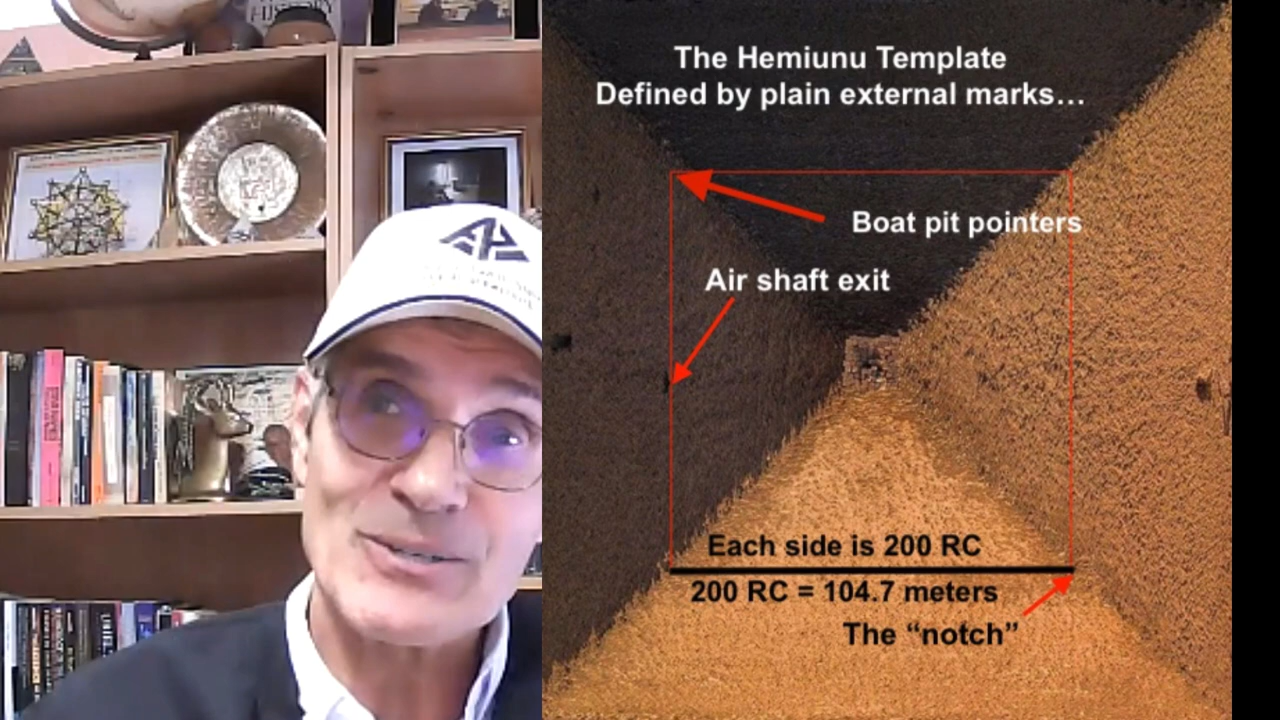 HISTORY
The Hemiunu Template
Defined by plain external marks…
Boat pit pointers
Air shaft exit
Each side is 200 RC
200 RC = 104.7 meters
The “notch”